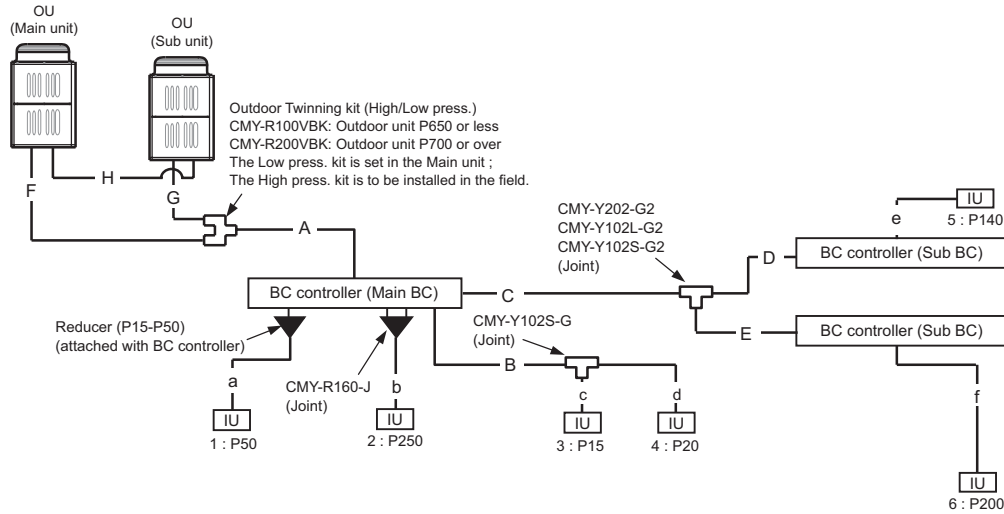 OU
(Main unit)
OU
(Sub unit)
Outdoor Twinning kit (High/Low press.)
CMY-R100VBK: Outdoor unit P650 or less
CMY-R200VBK: Outdoor unit P700 or over
The Low press. kit is set in the Main unit ;
The High press. kit is to be installed in the field.
F
H
G
A
CMY-Y202-G2
CMY-Y102L-G2
CMY-Y102S-G2
(Joint)
IU
e
5 : P140
D
BC controller (Sub BC)
BC controller (Main BC)
C
Reducer (P15-P50)
(attached with BC controller)
CMY-Y102S-G
(Joint)
E
BC controller (Sub BC)
B
a
CMY-R160-J
(Joint)
b
c
d
f
IU
1 : P50
IU
2 : P250
IU
3 : P15
IU
4 : P20
IU
6 : P200